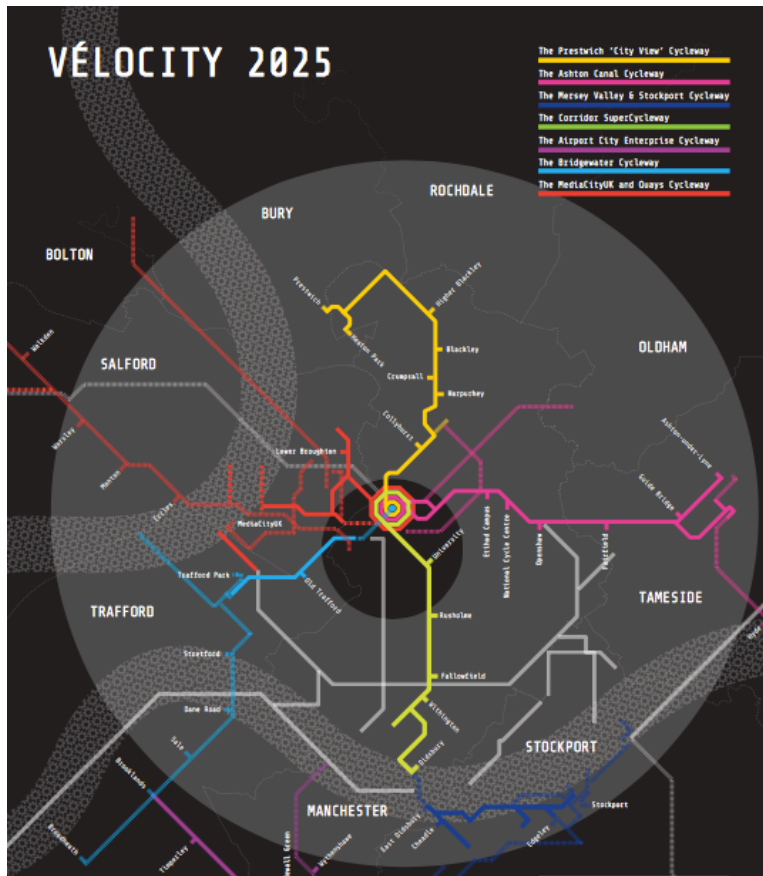 VÉLOCITY 2025
The Prestwich ‘City View’ Cycleway
The Ashton Canal Cycleway
The Mersey Valley & Stockport Cycleway
The Corridor SuperCycleway
The Airport City Enterprise Cycleway
The Bridgewater Cycleway
The MediaCityUK and Quays Cycleway
ROCHDALE
BURY
BOLTON
Higher Blackley
Prestwich
Heaton Park
Walkden
OLDHAM
Blackley
SALFORD
Crumpsall
Harpurhey
Collyhurst
Ashton-under-Lyne
Worsley
Lower Broughton
Monton
Guide Bridge
Eccles
MediaCityUK
Etihad Campus
National Cycle Centre
Openshaw
Fairfield
University
Trafford Park
Old Trafford
TAMESIDE
TRAFFORD
Rusholme
Hyde
Stretford
Fallowfield
Dane Road
Withington
Sale
STOCKPORT
Didsbury
Brooklands
MANCHESTER
Stockport
East Didsbury
Cheadle
Edgeley
Broadheath
Timperley
Wythenshawe
ewall Green